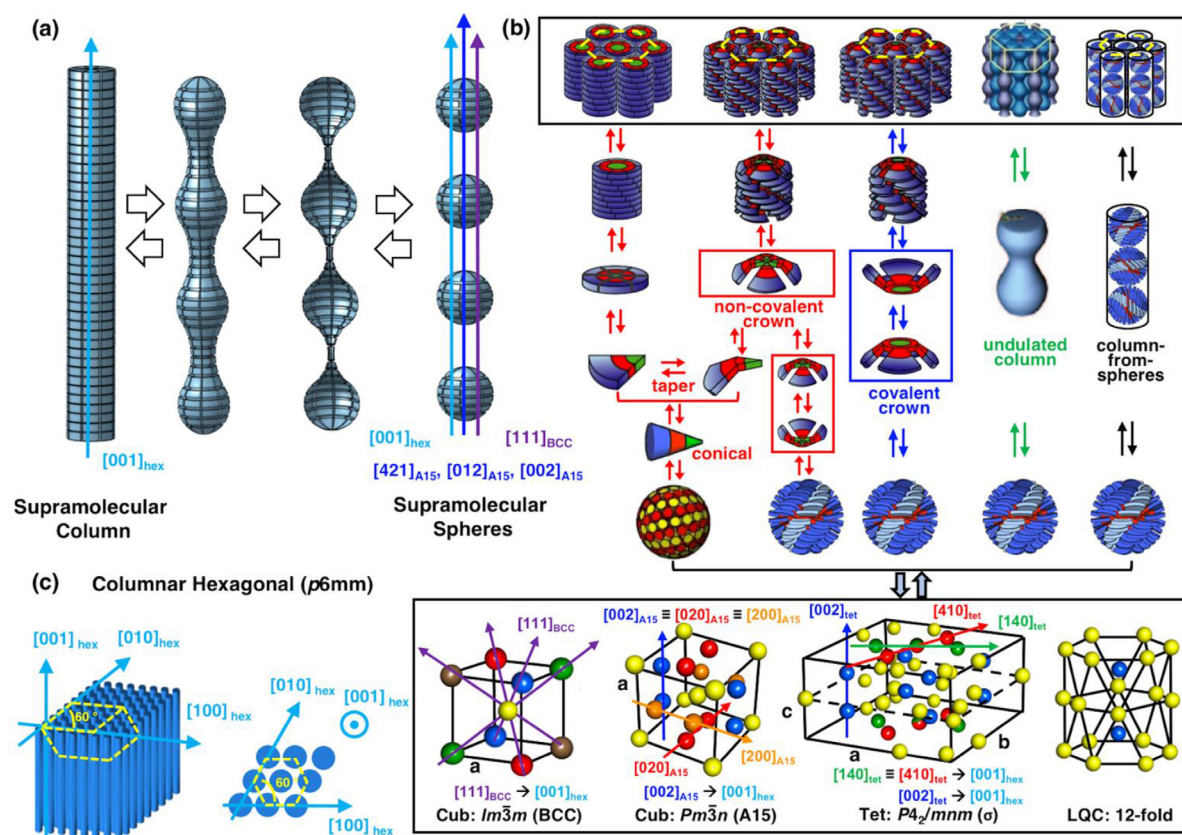 (a)
[001]hex
Supramolecular
Column
[001]hex
[111]BCC
[421]A15, [012]A15, [002]A15
Supramolecular
Spheres
(b)
non-covalent
crown
taper
conical
covalent
crown
undulated
column
column-
from-
spheres
(c) Columnar Hexagonal (p6mm)
[001] hex
[010] hex
60 °
[100] hex
[010] hex
[001] hex
60
[100] hex
[111]BCC
a
[111]BCC → [001]hex
Cub: Im3̅m (BCC)
[002]A15 ≡ [020]A15 ≡ [200]A15
a
[020]A15
[200]A15
[002]A15 → [001]hex
Cub: Pm3̅n (A15)
[002]tet
[410]tet
[140]tet
c
a
b
[140]tet ≡ [410]tet → [001]hex
[002]tet → [001]hex
Tet: P42/mnm (σ)
LQC: 12-fold